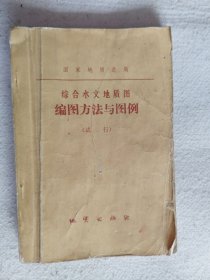 国家地质总局
综合水文地质图
编图方法与图例
（试行）
地质出版社